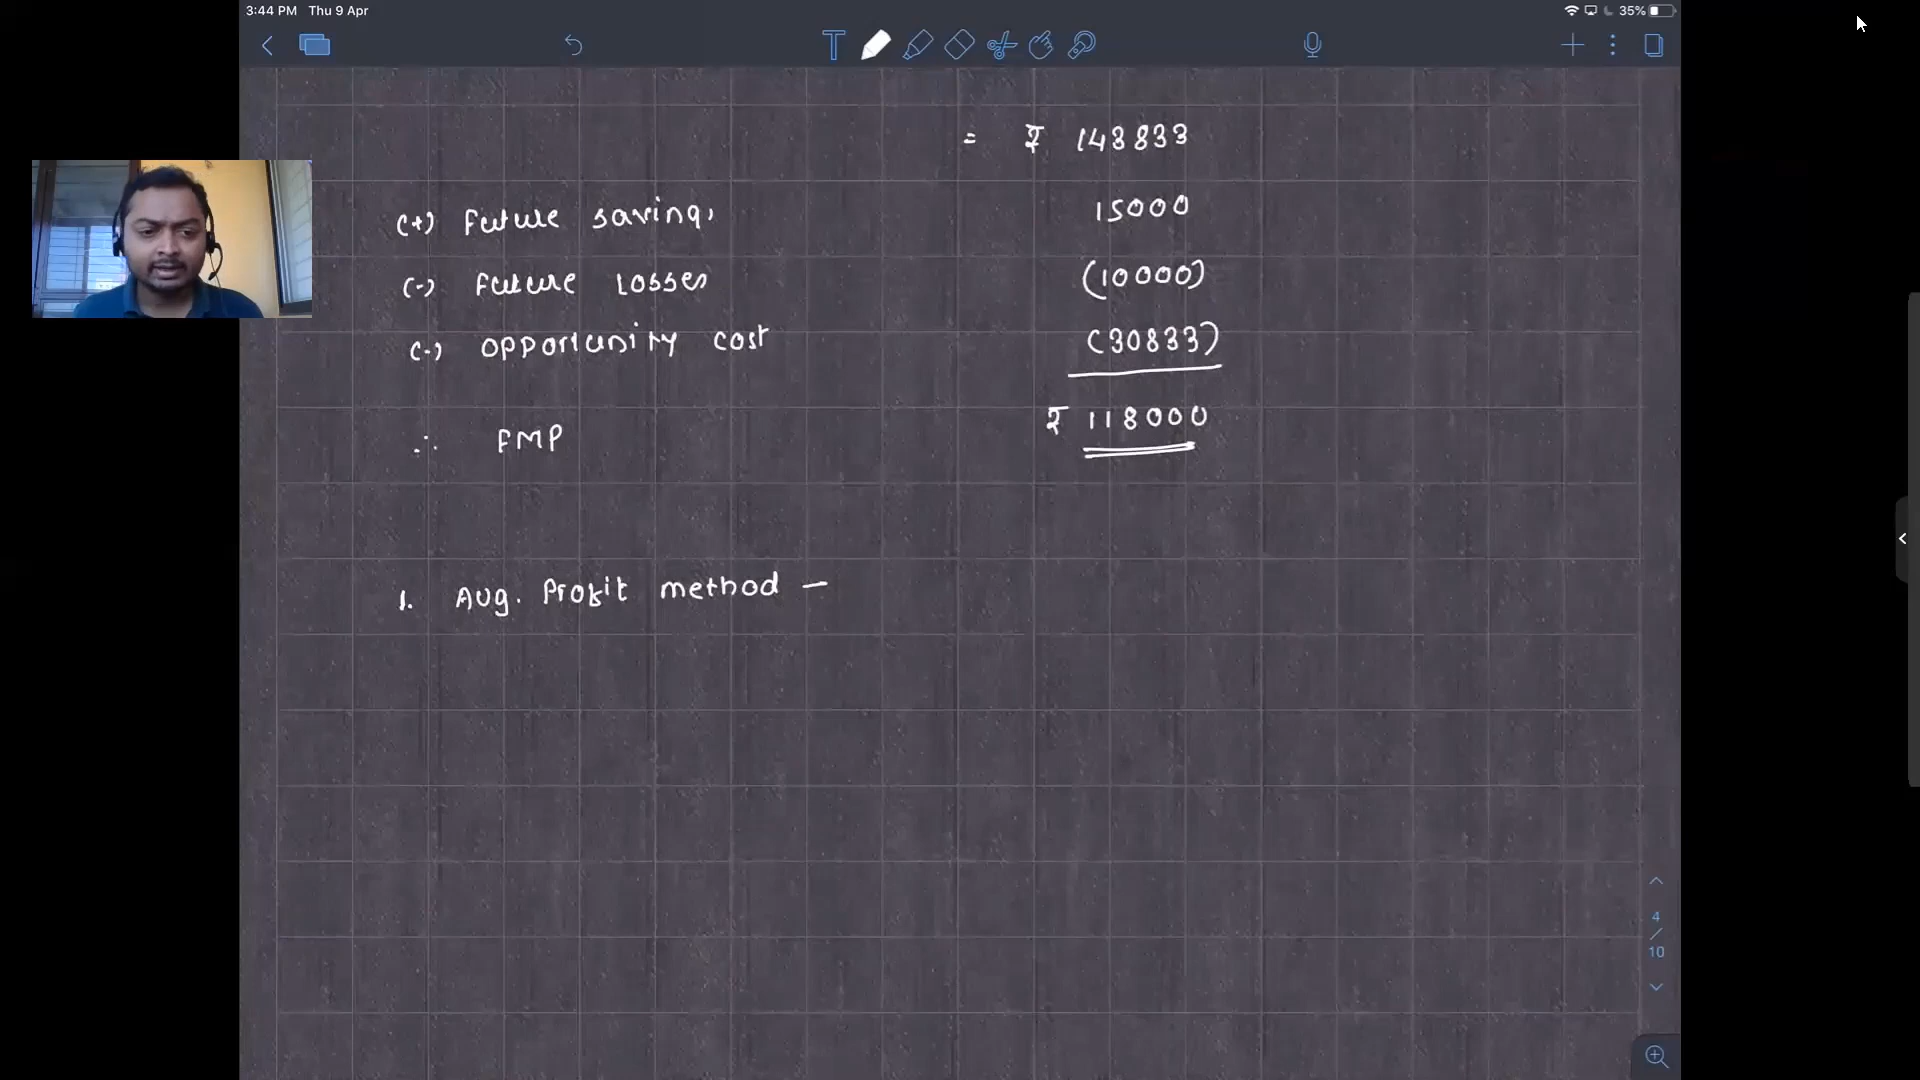 3:44 PM Thu 9 Apr
35%
T
= ₹ 143833
(+) Future savings 15000
(-) Future Losses (10000)
(-) opportunity cost (30833)
∴ FMP ₹ 118000
1. Avg. Profit method —
4
/
10